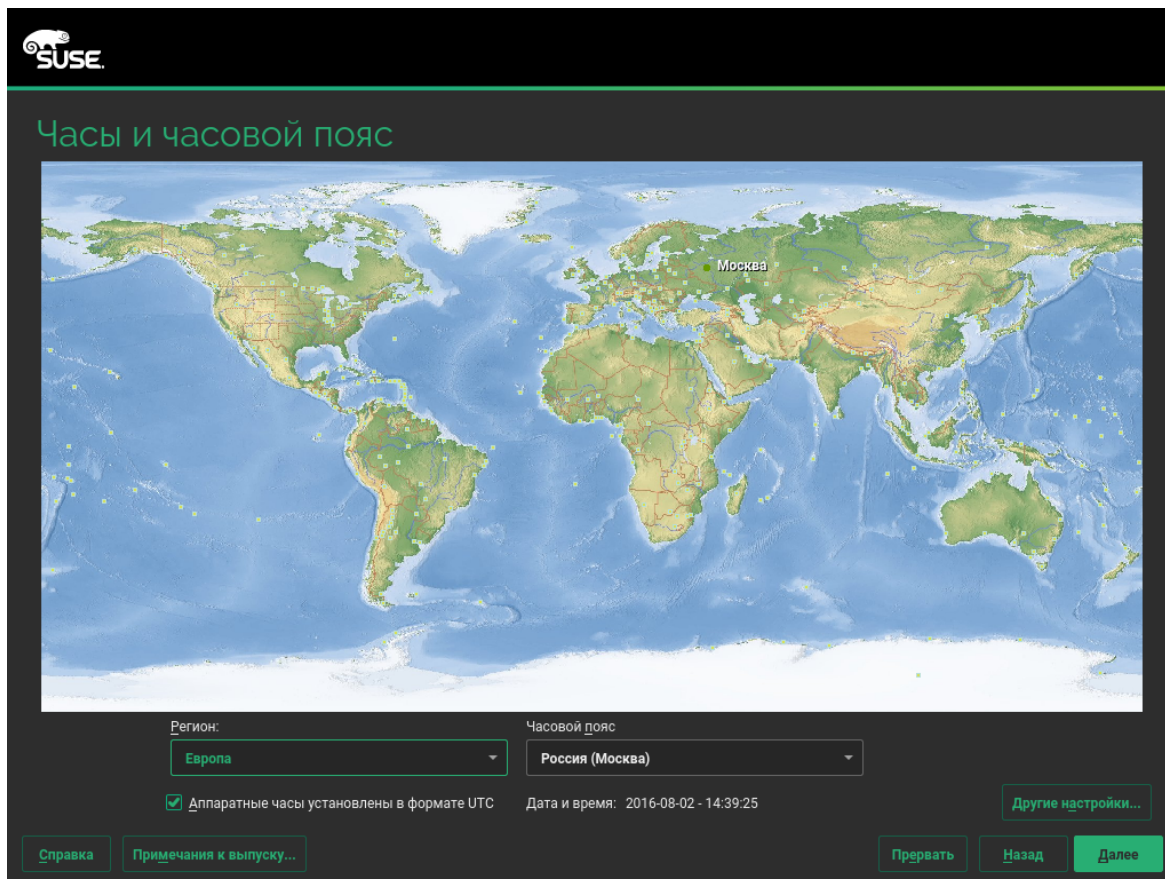 SUSE.
Часы и часовой пояс
Москва
Регион:
Часовой пояс
Европа
Россия (Москва)
Аппаратные часы установлены в формате UTC
Дата и время: 2016-08-02 - 14:39:25
Другие настройки...
Справка
Примечания к выпуску...
Прервать
Назад
Далее